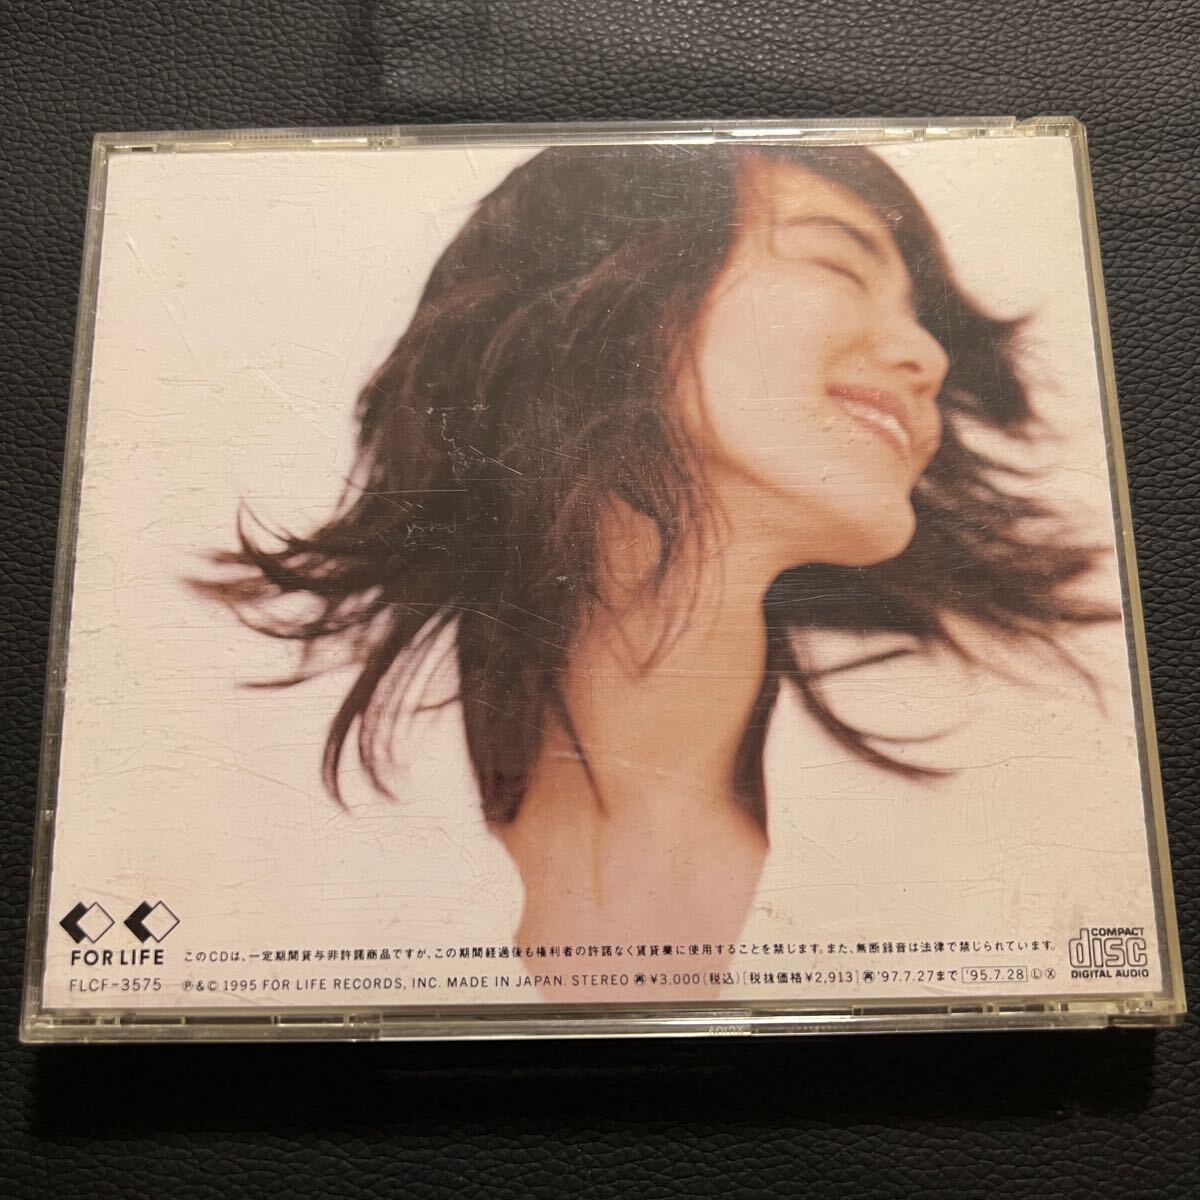 FOR LIFE
FLCF-3575
このCDは、一定期間貸与非許諾商品ですが、この期間経過後も権利者の許諾なく賃貸業に使用することを禁じます。また、無断録音は法律で禁じられています。
Ⓟ&© 1995 FOR LIFE RECORDS, INC. MADE IN JAPAN. STEREO ㊢¥3,000(税込)[税抜価格¥2,913]㊢'97.7.27まで ['95.7.28] Ⓛ Ⓧ
COMPACT
disc
DIGITAL AUDIO